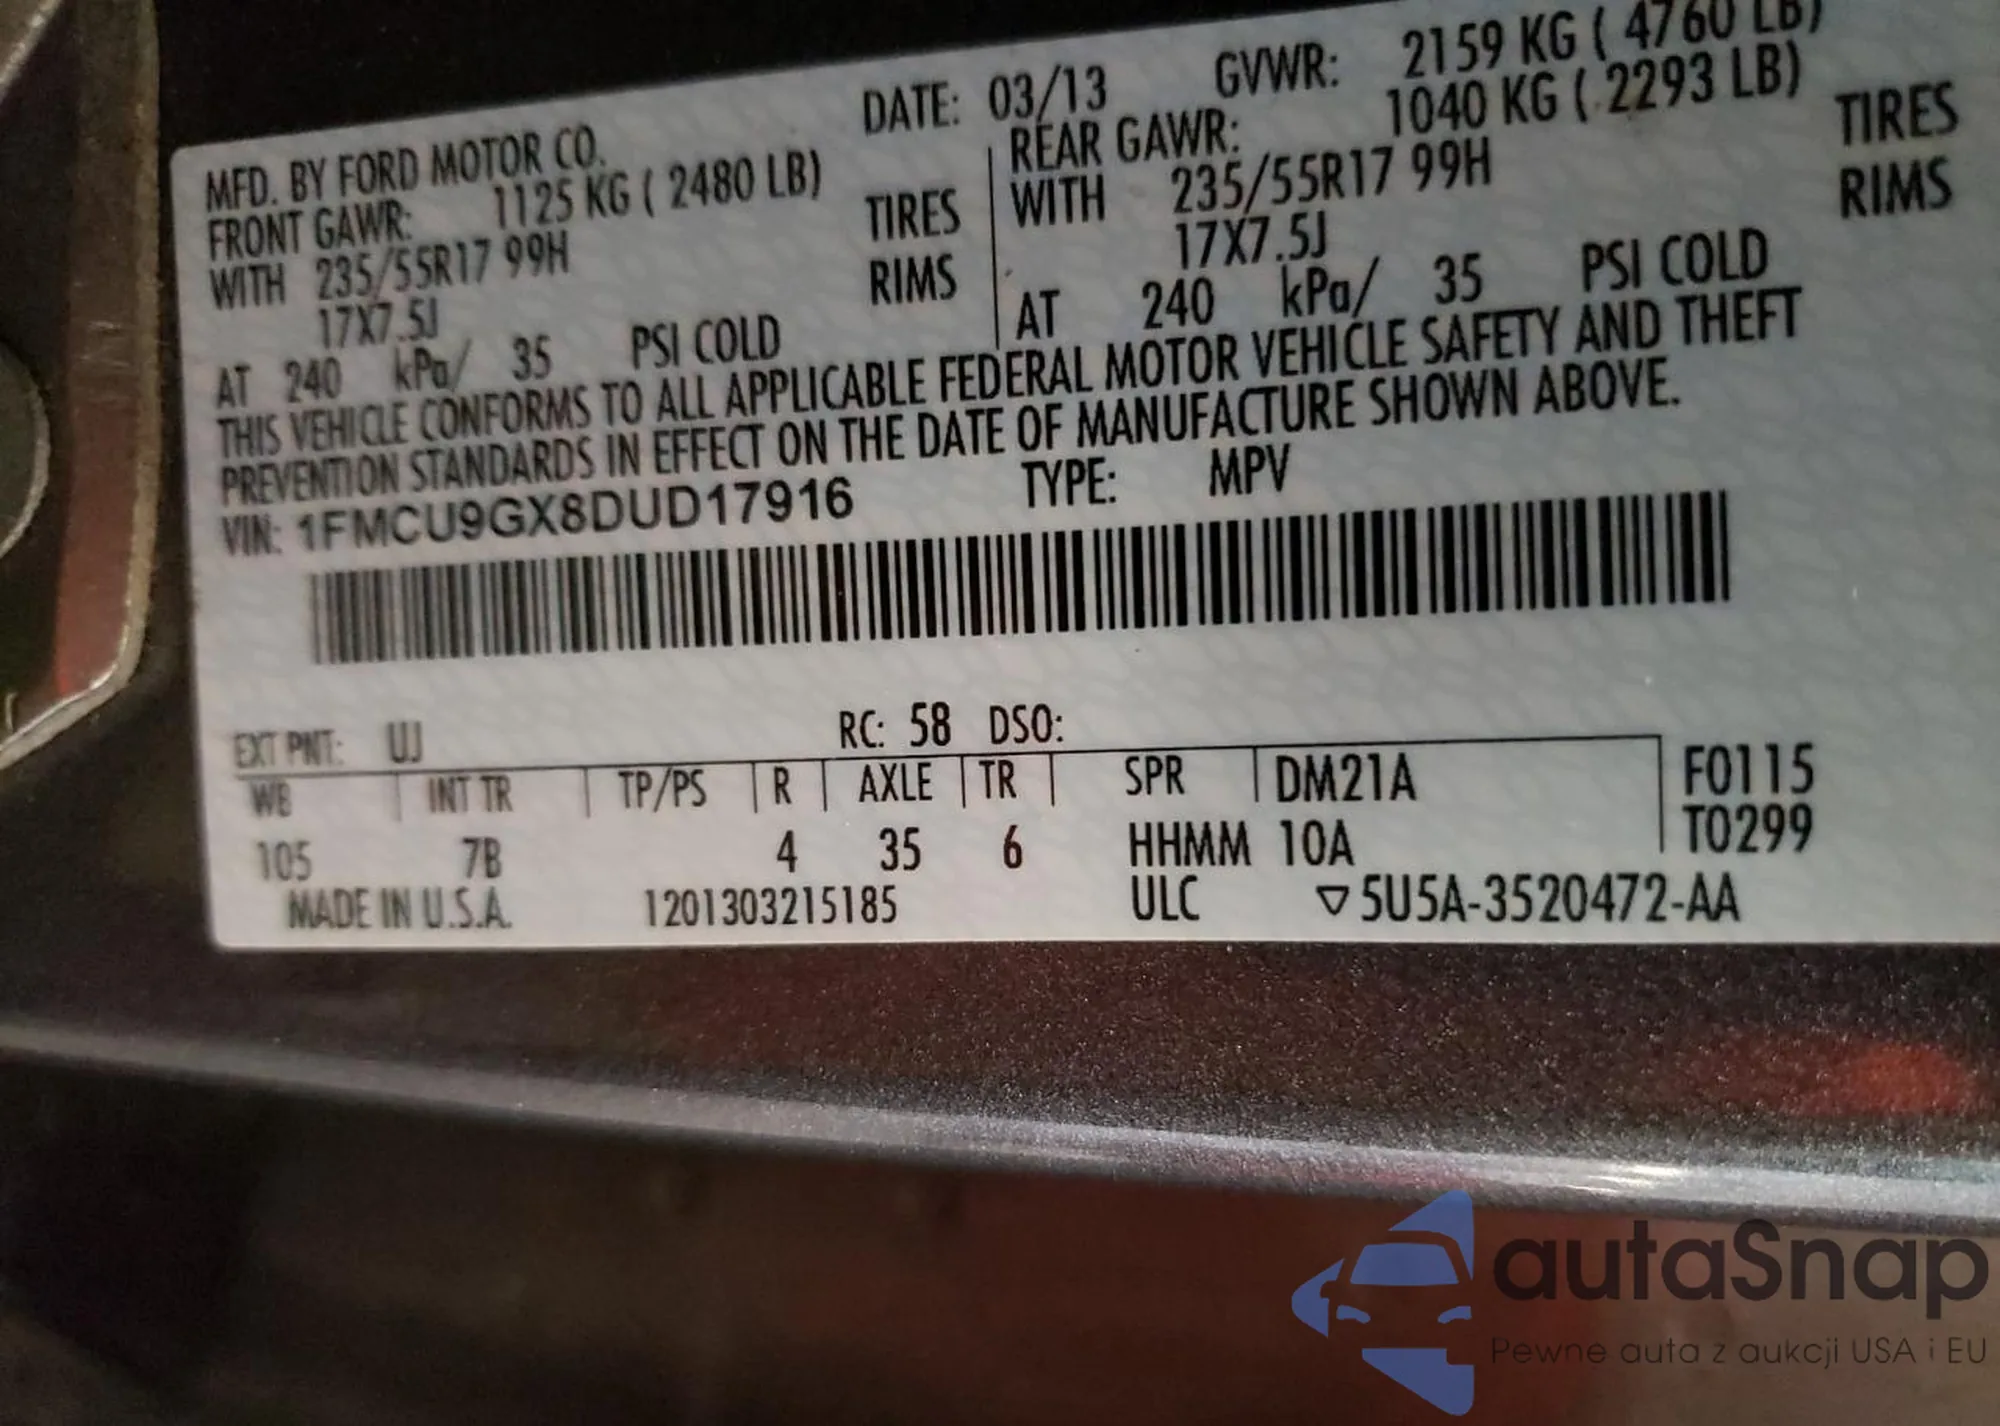 MFD. BY FORD MOTOR CO. DATE: 03/13 GVWR: 2159 KG ( 4760 LB)
FRONT GAWR: 1125 KG ( 2480 LB) REAR GAWR: 1040 KG ( 2293 LB)
WITH 235/55R17 99H TIRES WITH 235/55R17 99H TIRES
17X7.5J RIMS 17X7.5J RIMS
AT 240 kPa/ 35 PSI COLD AT 240 kPa/ 35 PSI COLD
THIS VEHICLE CONFORMS TO ALL APPLICABLE FEDERAL MOTOR VEHICLE SAFETY AND THEFT
PREVENTION STANDARDS IN EFFECT ON THE DATE OF MANUFACTURE SHOWN ABOVE.
VIN: 1FMCU9GX8DUD17916 TYPE: MPV
EXT PNT: UJ RC: 58 DSO:
WB INT TR TP/PS R AXLE TR SPR DM21A F0115
105 7B 4 35 6 HHMM 10A T0299
MADE IN U.S.A. 1201303215185 ULC ▽5U5A-3520472-AA
autaSnap
Pewne auta z aukcji USA i EU